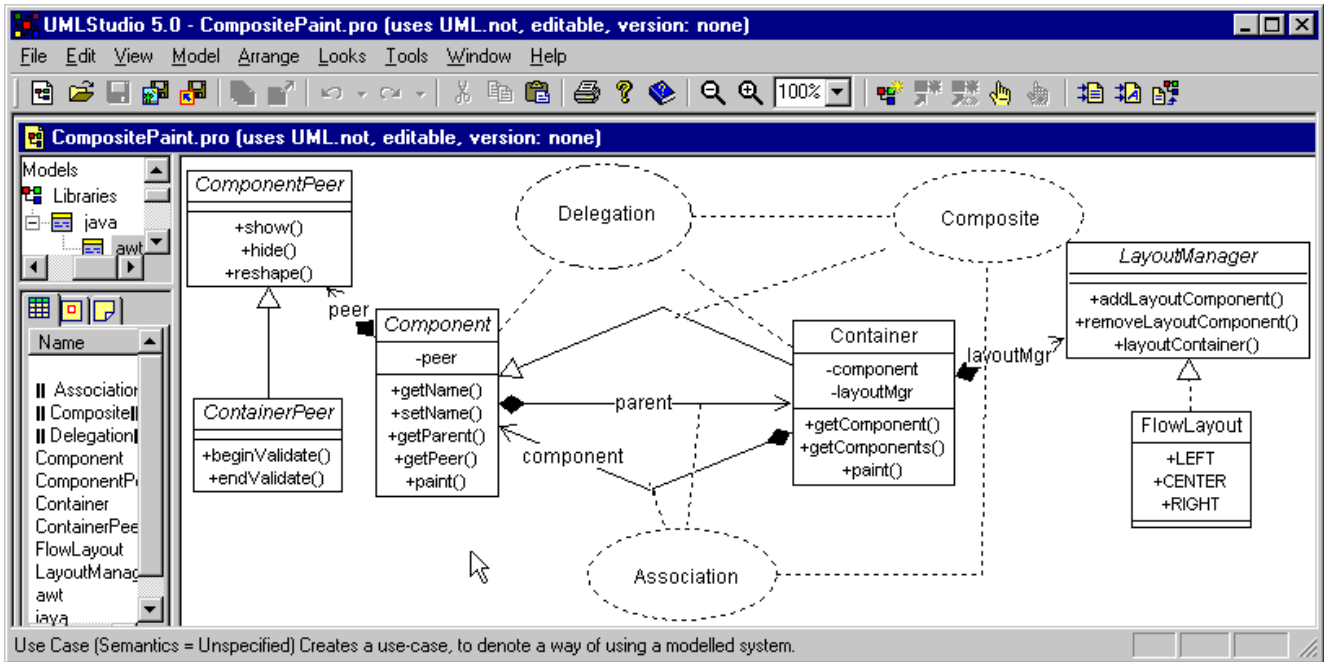 UMLStudio 5.0 - CompositePaint.pro (uses UML.not, editable, version: none)
File Edit View Model Arrange Looks Tools Window Help
100%
CompositePaint.pro (uses UML.not, editable, version: none)
Models
Libraries
java
awt
Name
Association
Composite
Delegation
Component
ComponentP
Container
ContainerPee
FlowLayout
LayoutManag
awt
java
ComponentPeer
+show()
+hide()
+reshape()
peer
ContainerPeer
+beginValidate()
+endValidate()
Component
-peer
+getName()
+setName()
+getParent()
+getPeer()
+paint()
Delegation
Composite
parent
component
Association
Container
-component
-layoutMgr
+getComponent()
+getComponents()
+paint()
layoutMgr
LayoutManager
+addLayoutComponent()
+removeLayoutComponent()
+layoutContainer()
FlowLayout
+LEFT
+CENTER
+RIGHT
Use Case (Semantics = Unspecified) Creates a use-case, to denote a way of using a modelled system.